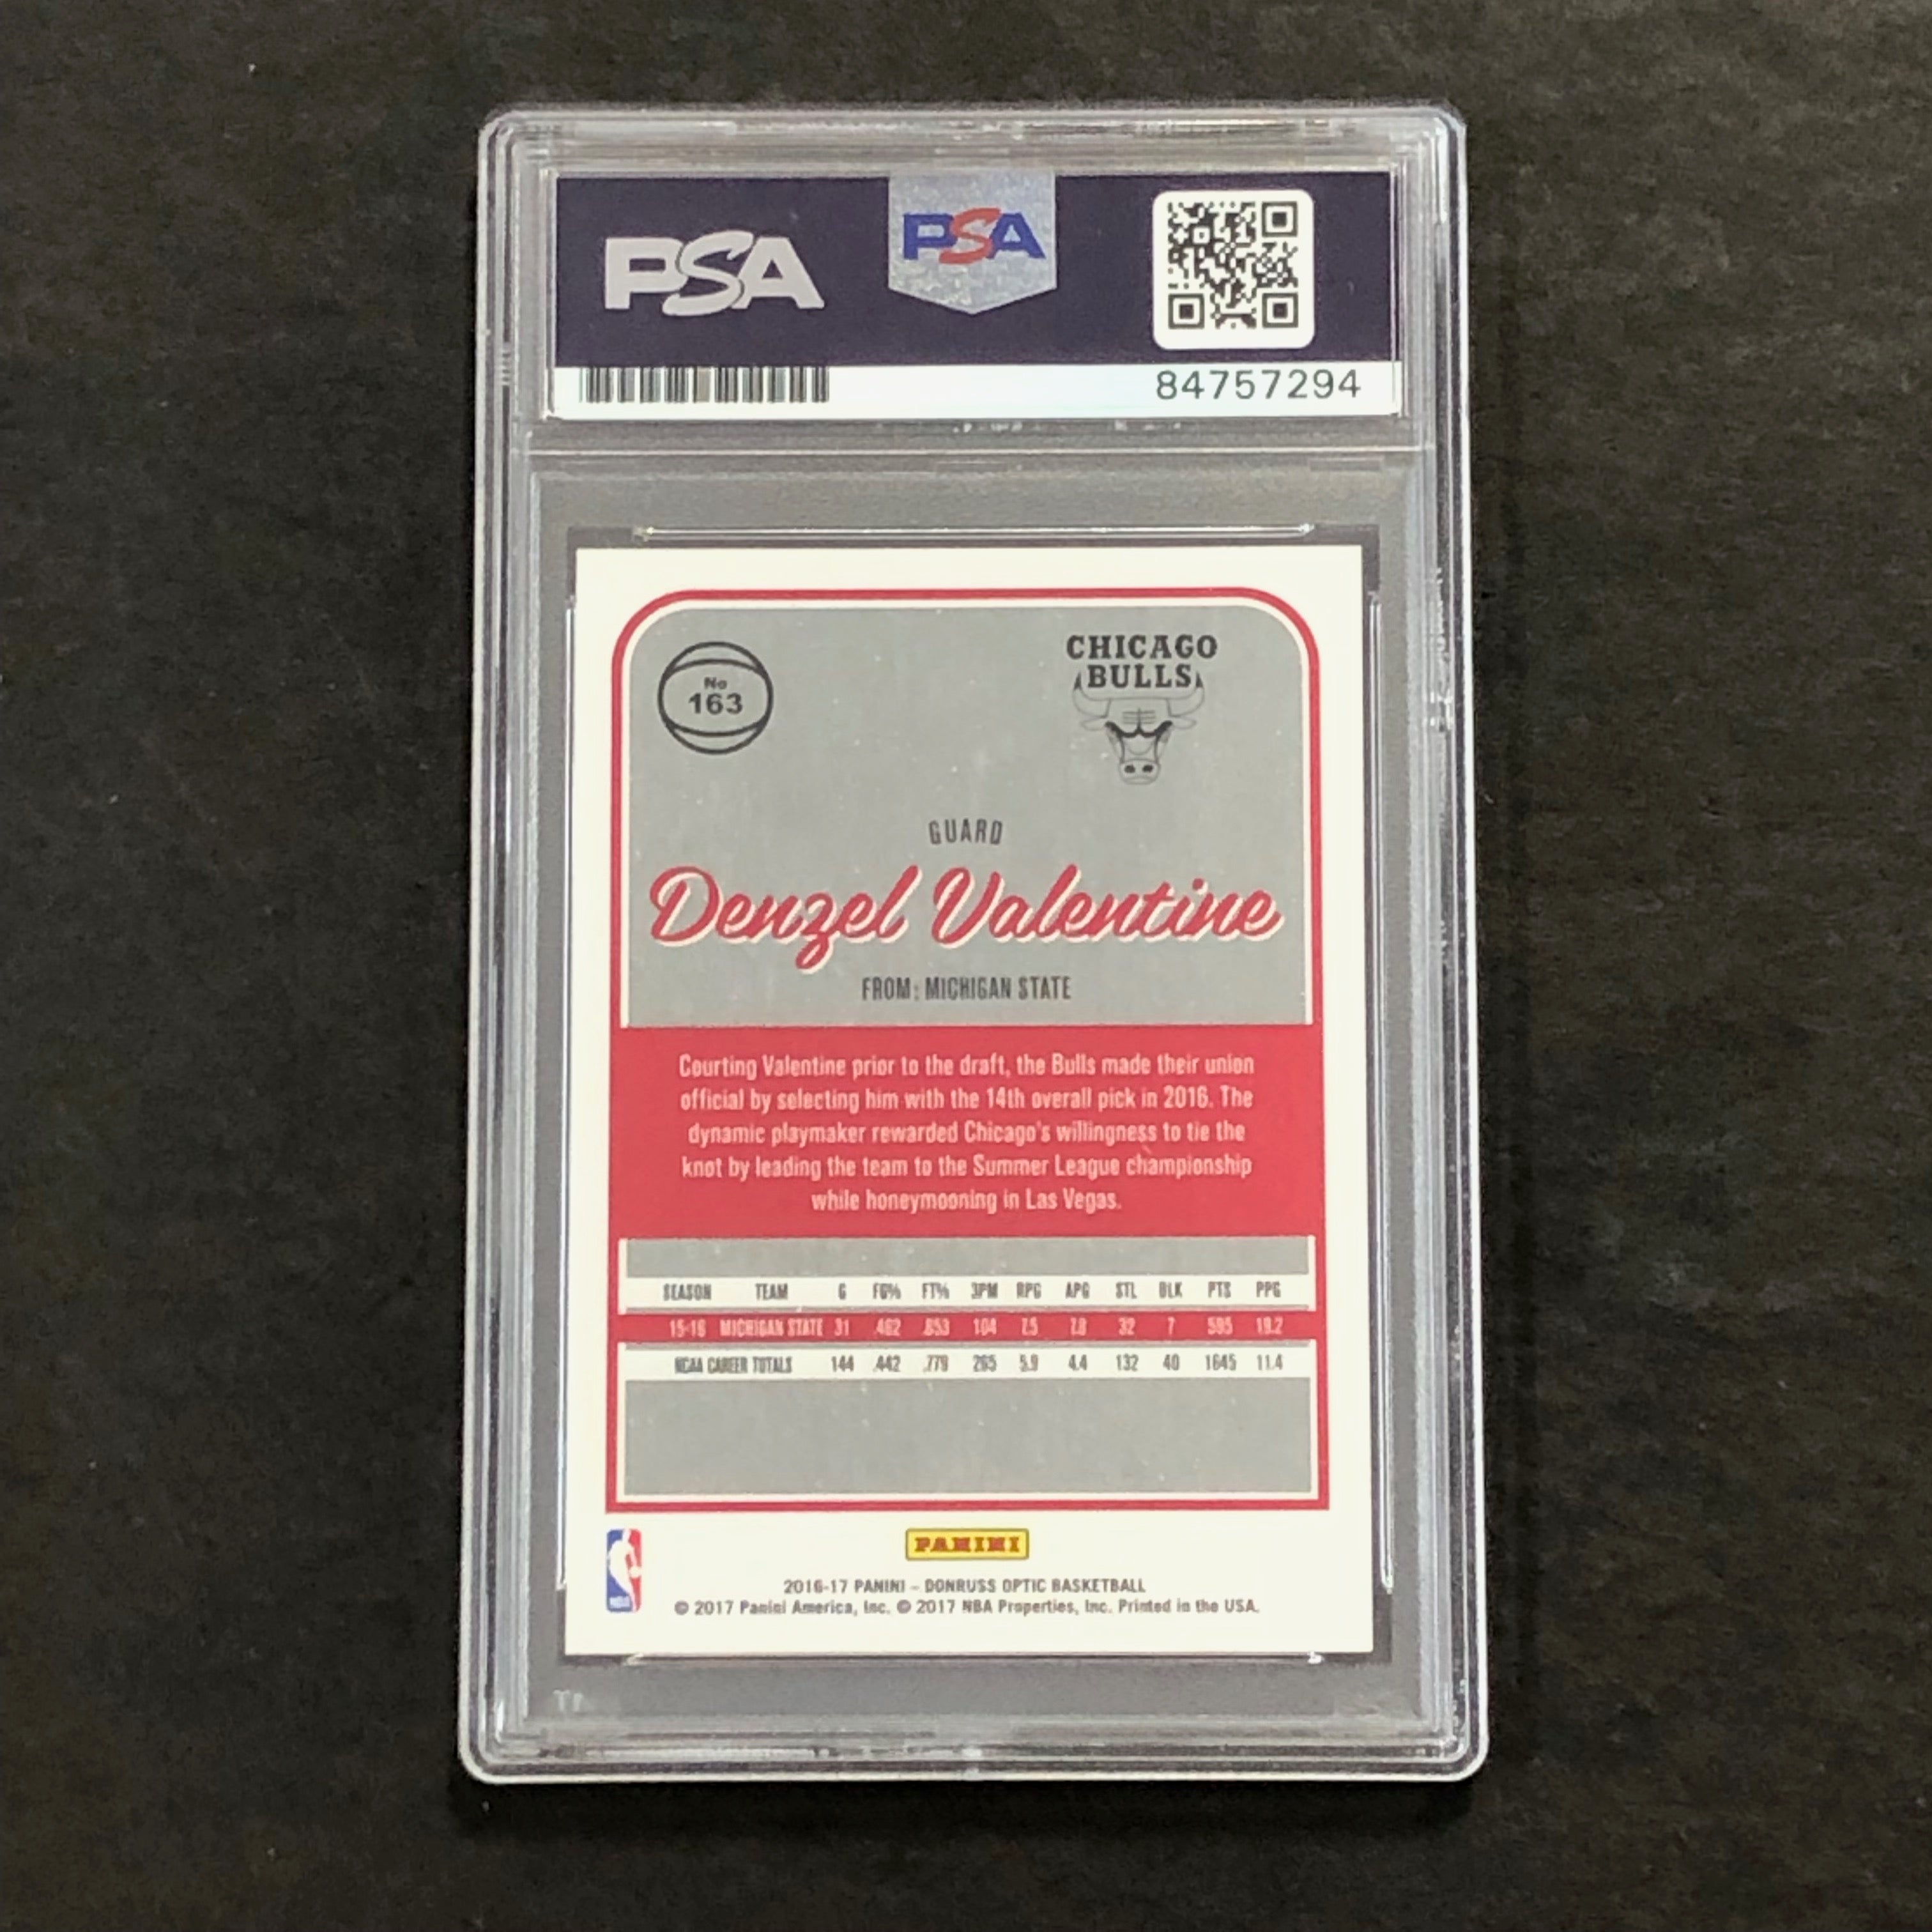 PSA
PSA
84757294
No
163
CHICAGO
BULLS
GUARD
Denzel Valentine
FROM: MICHIGAN STATE
Courting Valentine prior to the draft, the Bulls made their union
official by selecting him with the 14th overall pick in 2016. The
dynamic playmaker rewarded Chicago's willingness to tie the
knot by leading the team to the Summer League championship
while honeymooning in Las Vegas.
SEASON TEAM G FG% FT% 3PM RPG APG STL BLK PTS PPG
15-16 MICHIGAN STATE 31 .462 .853 104 7.5 7.8 32 7 595 19.2
NCAA CAREER TOTALS 144 .442 .779 265 5.9 4.4 132 40 1645 11.4
PANINI
2016-17 PANINI – DONRUSS OPTIC BASKETBALL
© 2017 Panini America, Inc. © 2017 NBA Properties, Inc. Printed in the USA.
NBA